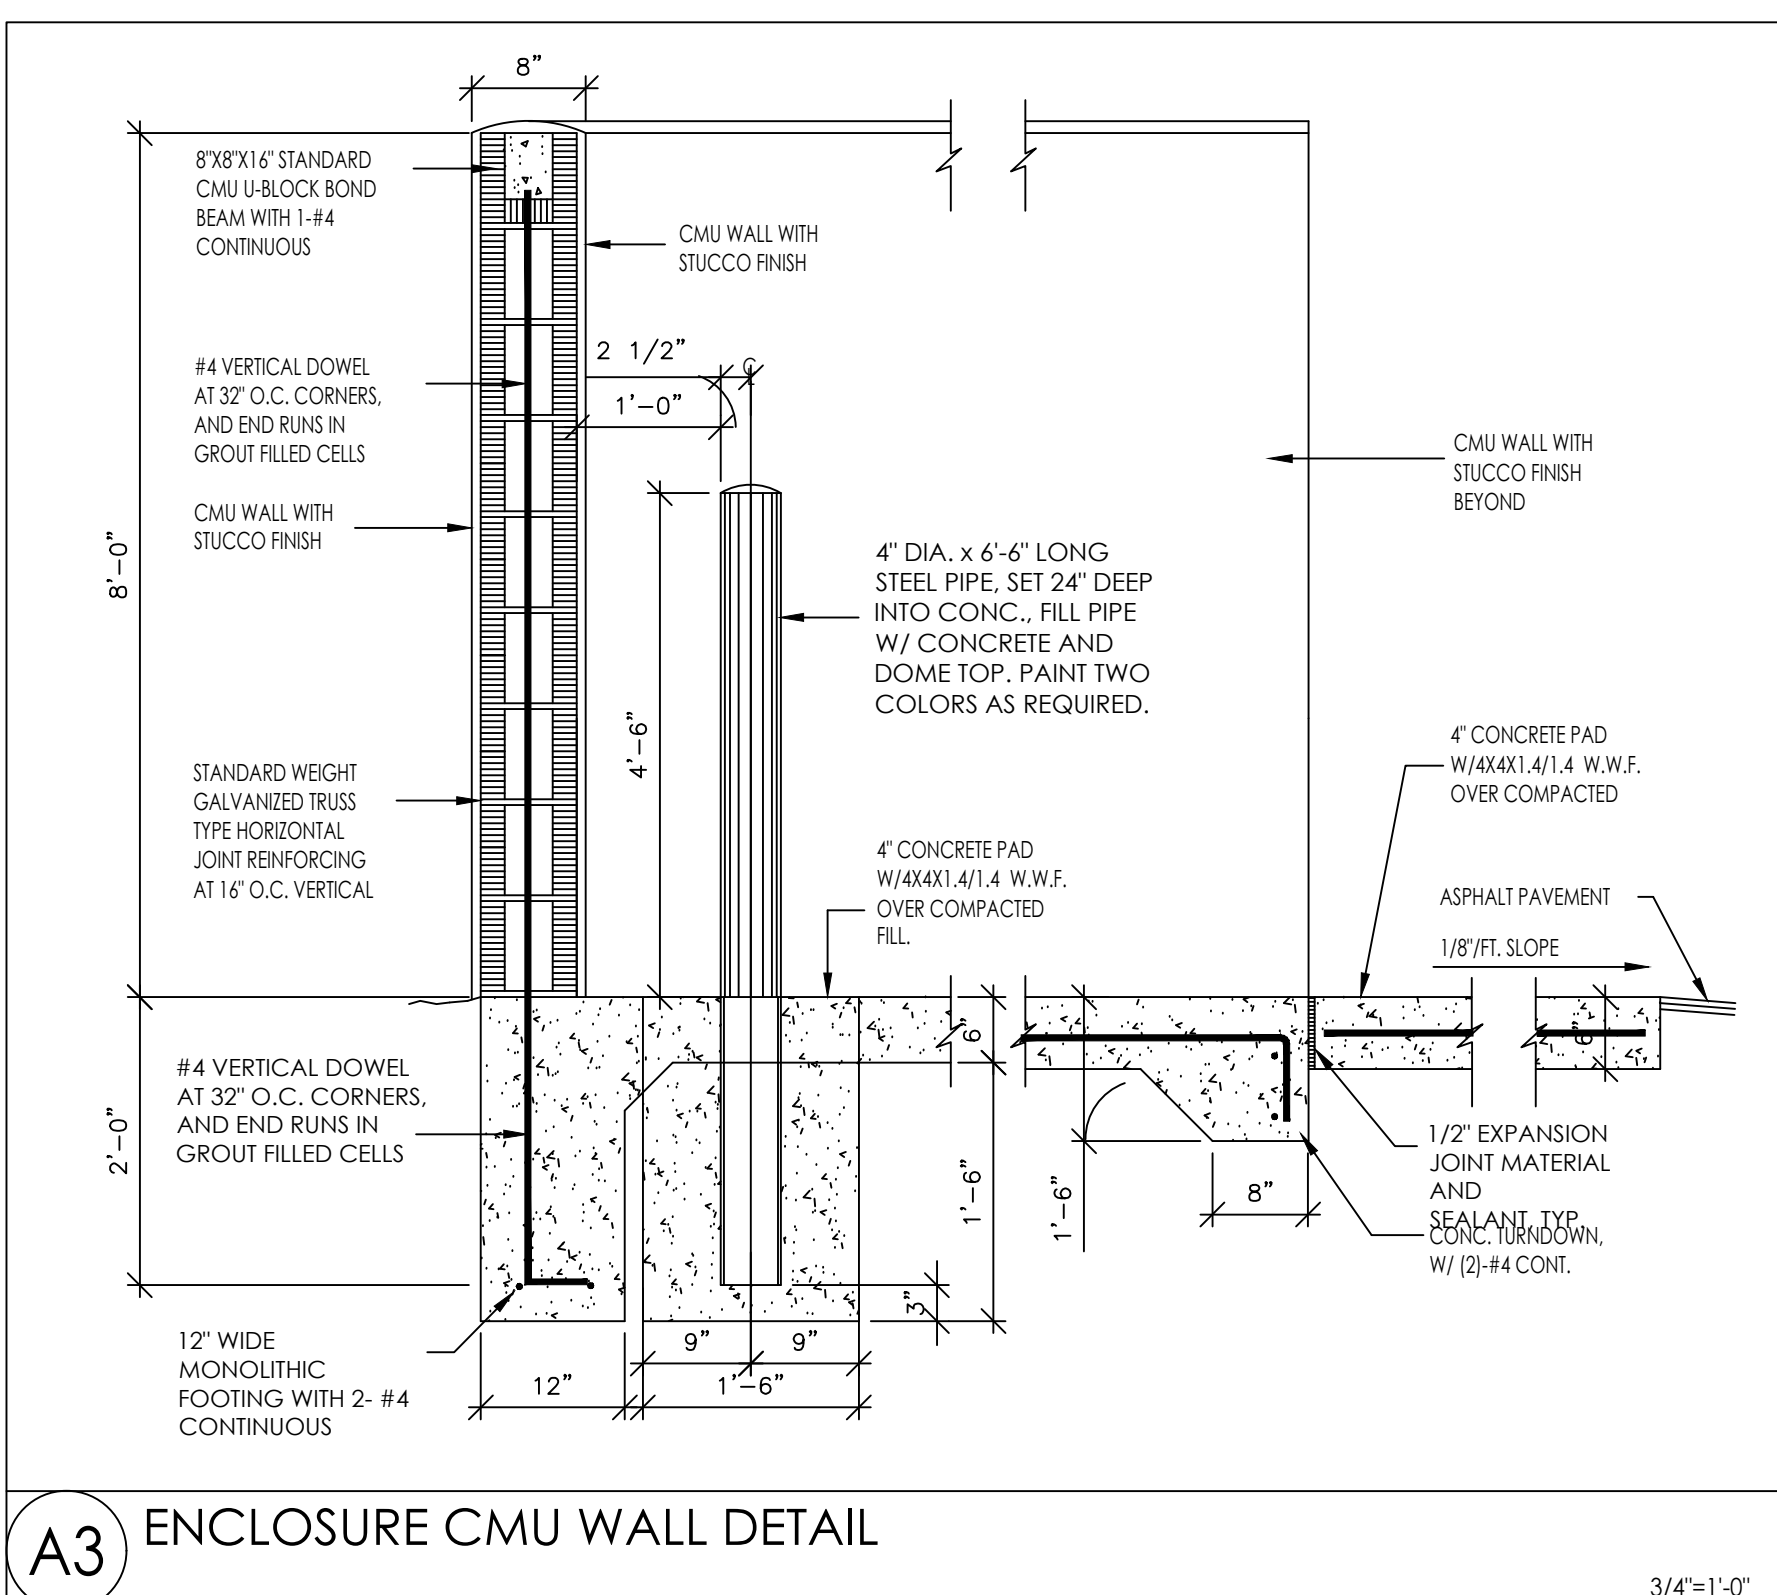 8"
8"X8"X16" STANDARD
CMU U-BLOCK BOND
BEAM WITH 1-#4
CONTINUOUS
CMU WALL WITH
STUCCO FINISH
#4 VERTICAL DOWEL
AT 32" O.C. CORNERS,
AND END RUNS IN
GROUT FILLED CELLS
2 1/2"
1'-0"
CMU WALL WITH
STUCCO FINISH
BEYOND
CMU WALL WITH
STUCCO FINISH
8'-0"
4" DIA. x 6'-6" LONG
STEEL PIPE, SET 24" DEEP
INTO CONC., FILL PIPE
W/ CONCRETE AND
DOME TOP. PAINT TWO
COLORS AS REQUIRED.
4'-6"
STANDARD WEIGHT
GALVANIZED TRUSS
TYPE HORIZONTAL
JOINT REINFORCING
AT 16" O.C. VERTICAL
4" CONCRETE PAD
W/4X4X1.4/1.4 W.W.F.
OVER COMPACTED
4" CONCRETE PAD
W/4X4X1.4/1.4 W.W.F.
OVER COMPACTED
FILL.
ASPHALT PAVEMENT
1/8"/FT. SLOPE
6"
6"
#4 VERTICAL DOWEL
AT 32" O.C. CORNERS,
AND END RUNS IN
GROUT FILLED CELLS
2'-0"
1'-6"
1'-6"
8"
1/2" EXPANSION
JOINT MATERIAL
AND
SEALANT, TYP.
CONC. TURNDOWN,
W/ (2)-#4 CONT.
3"
12" WIDE
MONOLITHIC
FOOTING WITH 2- #4
CONTINUOUS
9"
9"
12"
1'-6"
A3
ENCLOSURE CMU WALL DETAIL
3/4"=1'-0"